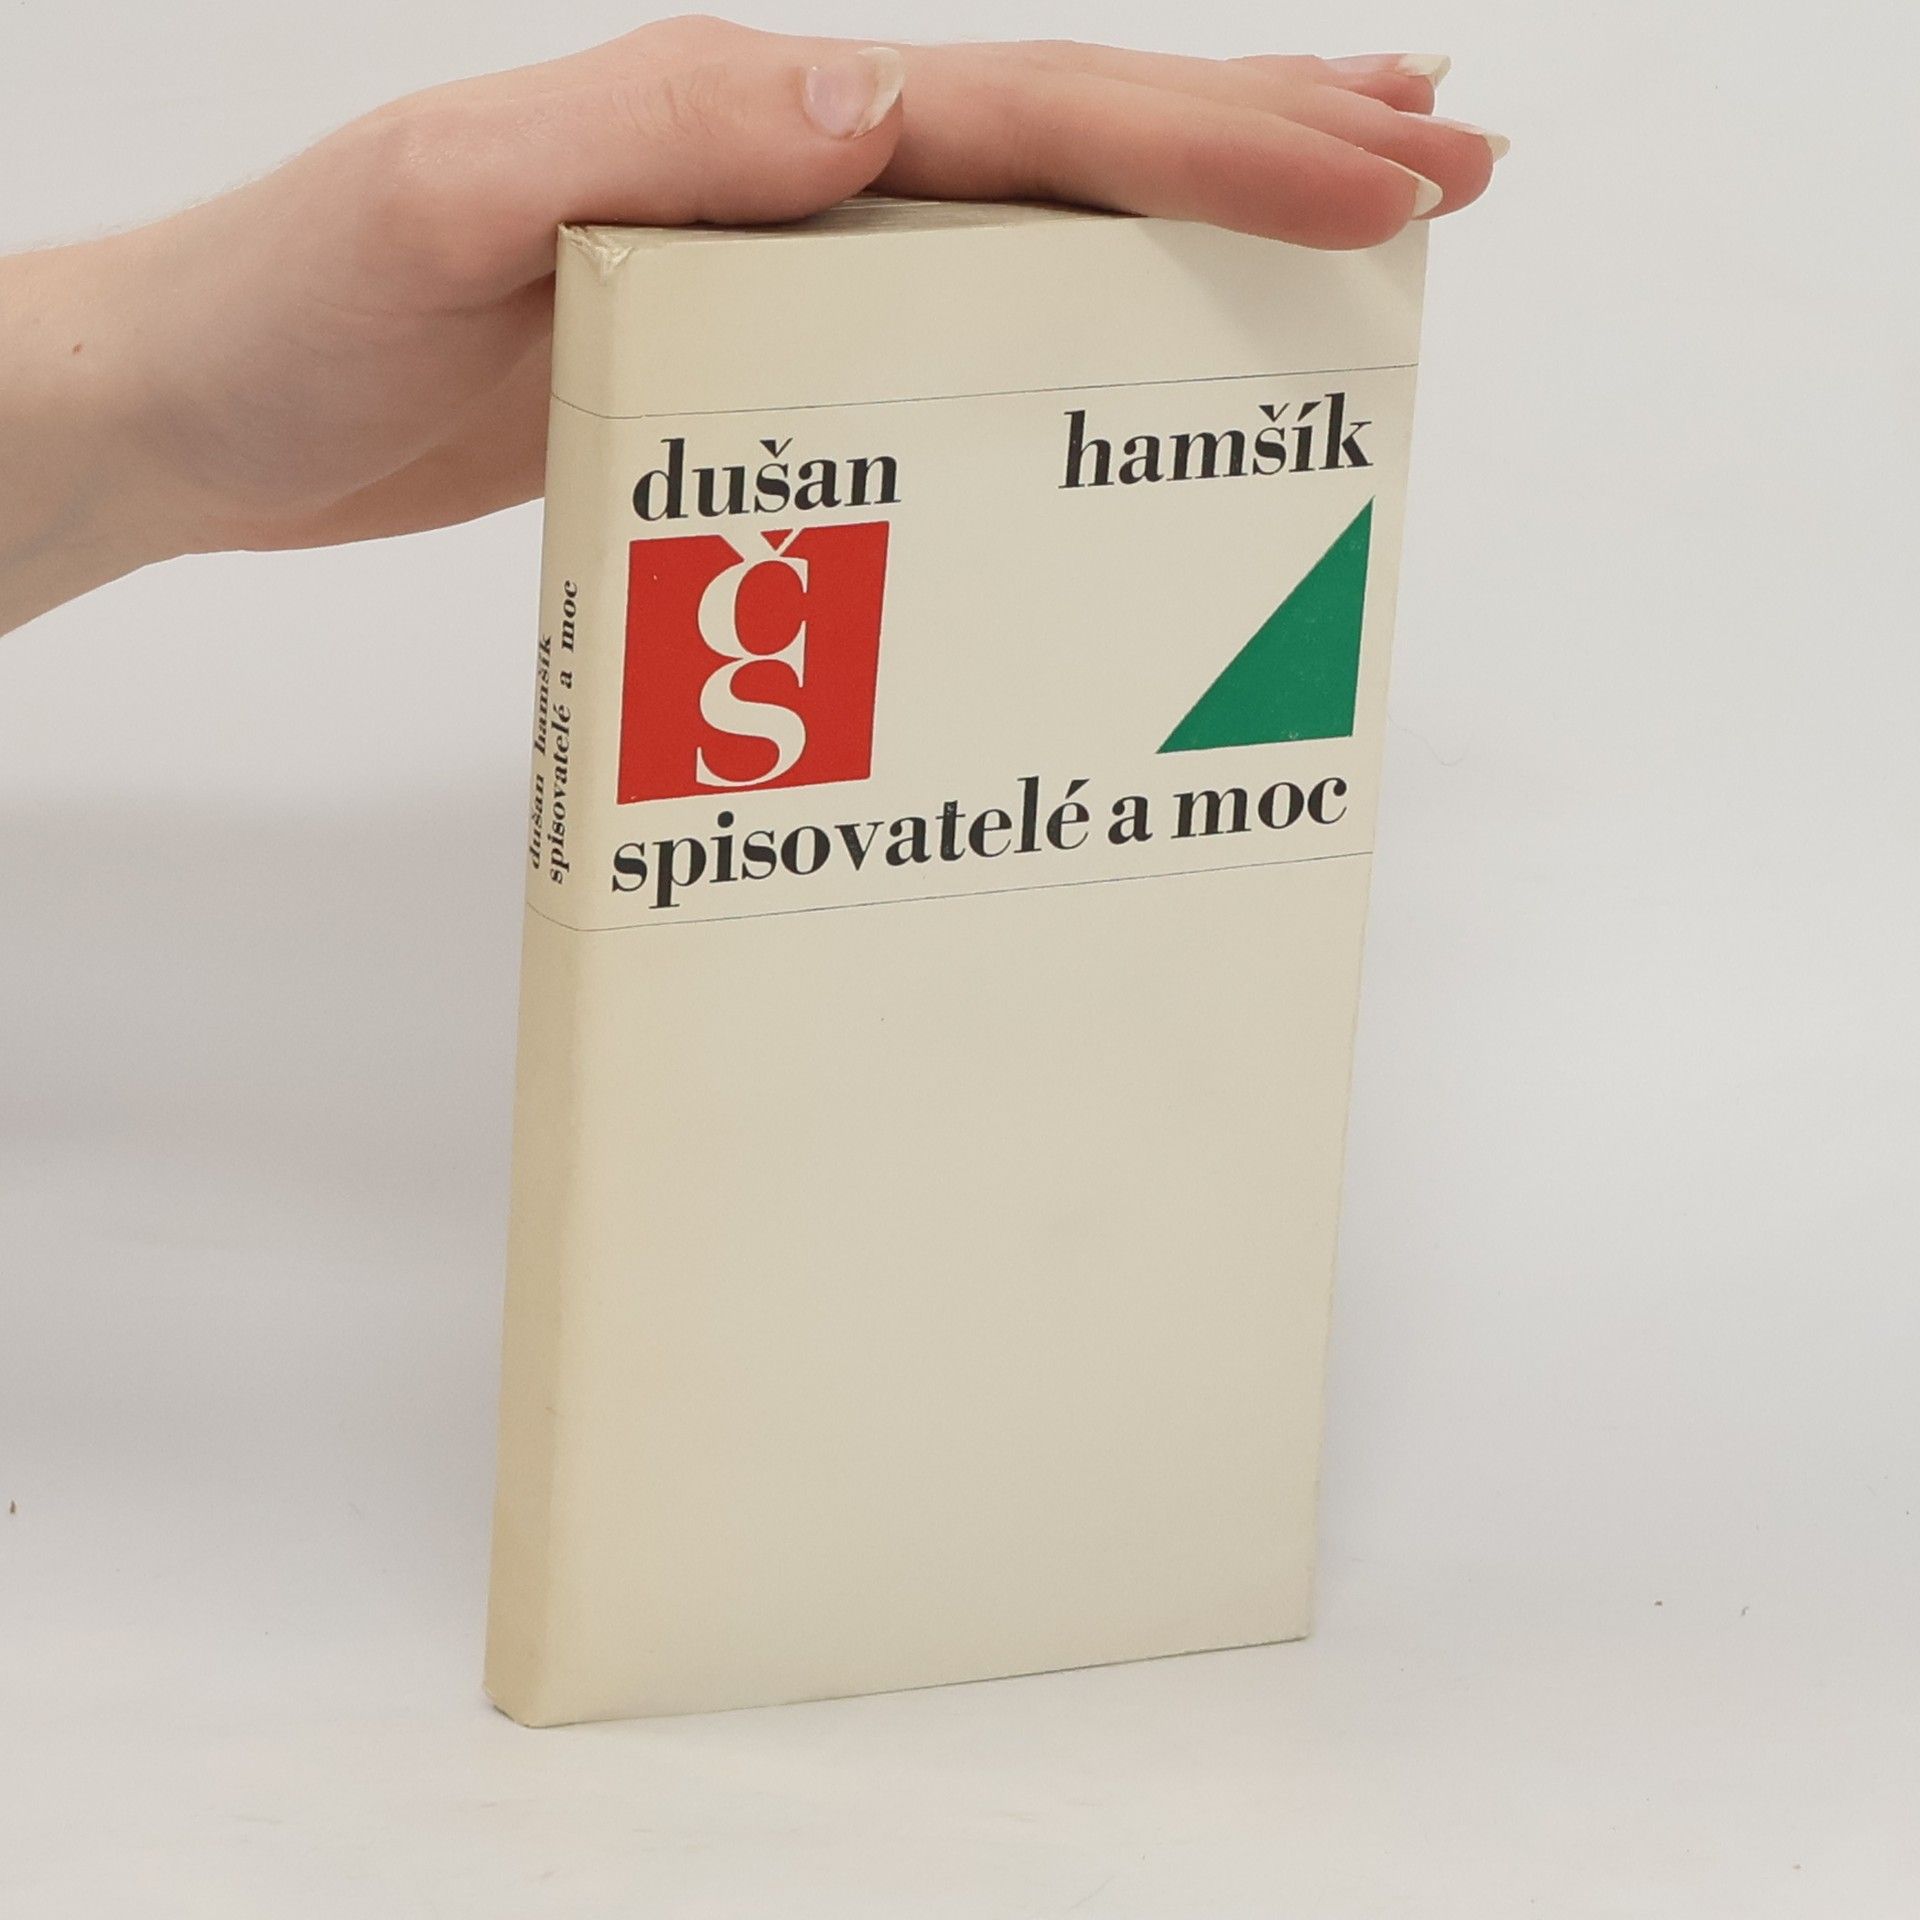 dušan hamšík
ČS
spisovatelé a moc
dušan hamšík
spisovatelé a moc